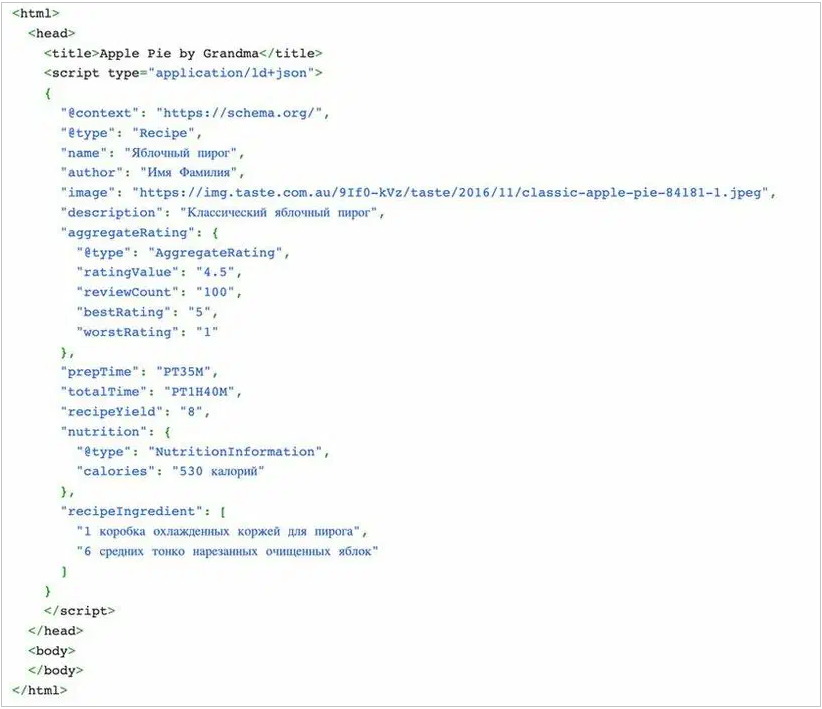 <html>
<head>
<title>Apple Pie by Grandma</title>
<script type="application/ld+json">
{
"@context": "https://schema.org/",
"@type": "Recipe",
"name": "Яблочный пирог",
"author": "Имя Фамилия",
"image": "https://img.taste.com.au/9If0-kVz/taste/2016/11/classic-apple-pie-84181-1.jpeg",
"description": "Классический яблочный пирог",
"aggregateRating": {
"@type": "AggregateRating",
"ratingValue": "4.5",
"reviewCount": "100",
"bestRating": "5",
"worstRating": "1"
},
"prepTime": "PT35M",
"totalTime": "PT1H40M",
"recipeYield": "8",
"nutrition": {
"@type": "NutritionInformation",
"calories": "530 калорий"
},
"recipeIngredient": [
"1 коробка охлажденных коржей для пирога",
"6 средних тонко нарезанных очищенных яблок"
]
}
</script>
</head>
<body>
</body>
</html>